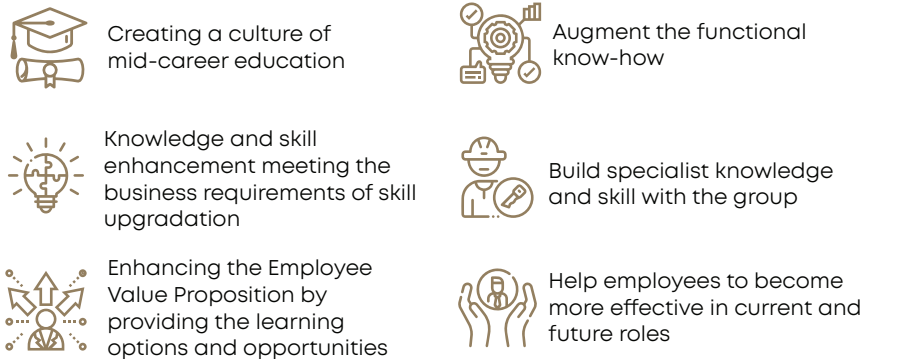 Creating a culture of
mid-career education
Augment the functional
know-how
Knowledge and skill
enhancement meeting the
business requirements of skill
upgradation
Build specialist knowledge
and skill with the group
Enhancing the Employee
Value Proposition by
providing the learning
options and opportunities
Help employees to become
more effective in current and
future roles